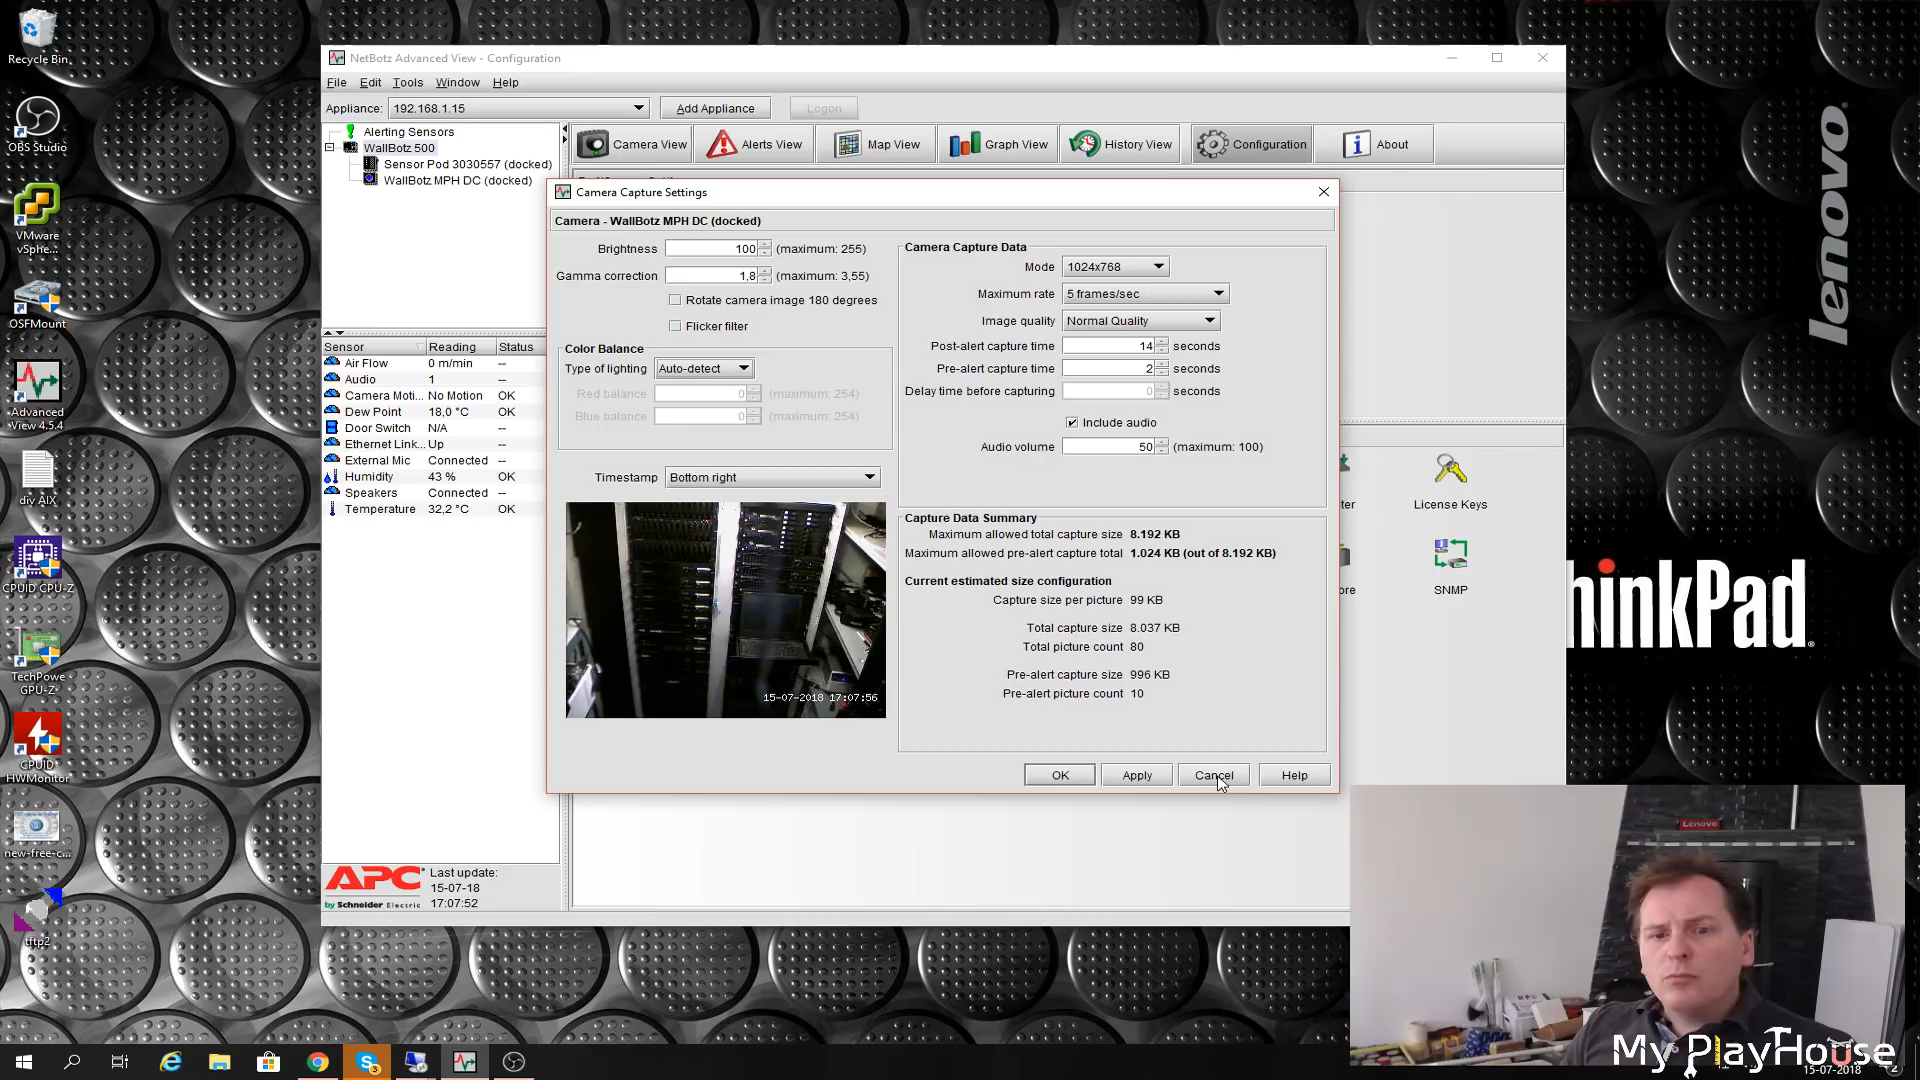 Recycle Bin
OBS Studio
VMware
vSphe...
OSFMount
Advanced
View 4.5.4
div AIX
CPUID CPU-Z
TechPowe
GPU-Z
CPUID
HWMonitor
new-free-c...
tftp2
NetBotz Advanced View - Configuration
File Edit Tools Window Help
Appliance: 192.168.1.15 Add Appliance Logon
Alerting Sensors
WallBotz 500
Sensor Pod 3030557 (docked)
WallBotz MPH DC (docked)
Camera View Alerts View Map View Graph View History View Configuration About
Sensor Reading Status
Air Flow 0 m/min --
Audio 1 --
Camera Moti... No Motion OK
Dew Point 18,0 °C OK
Door Switch N/A --
Ethernet Link... Up --
External Mic Connected --
Humidity 43 % OK
Speakers Connected --
Temperature 32,2 °C OK
APC
by Schneider Electric
Last update:
15-07-18
17:07:52
Camera Capture Settings
Camera - WallBotz MPH DC (docked)
Brightness 100 (maximum: 255)
Gamma correction 1,8 (maximum: 3,55)
Rotate camera image 180 degrees
Flicker filter
Color Balance
Type of lighting Auto-detect
Red balance 0 (maximum: 254)
Blue balance 0 (maximum: 254)
Timestamp Bottom right
15-07-2018 17:07:56
Camera Capture Data
Mode 1024x768
Maximum rate 5 frames/sec
Image quality Normal Quality
Post-alert capture time 14 seconds
Pre-alert capture time 2 seconds
Delay time before capturing 0 seconds
Include audio
Audio volume 50 (maximum: 100)
Capture Data Summary
Maximum allowed total capture size 8.192 KB
Maximum allowed pre-alert capture total 1.024 KB (out of 8.192 KB)
Current estimated size configuration
Capture size per picture 99 KB
Total capture size 8.037 KB
Total picture count 80
Pre-alert capture size 996 KB
Pre-alert picture count 10
OK Apply Cancel Help
ter
License Keys
ore
SNMP
lenovo
hinkPad
Lenovo
My PlayHouse
15-07-2018